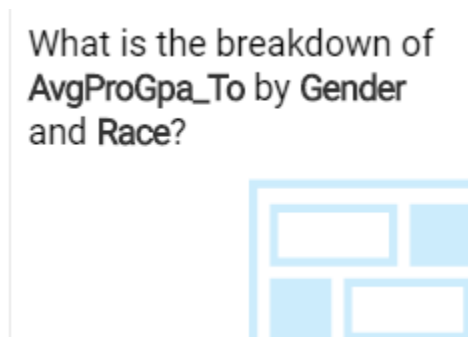 What is the breakdown of
AvgProGpa_To by Gender
and Race?